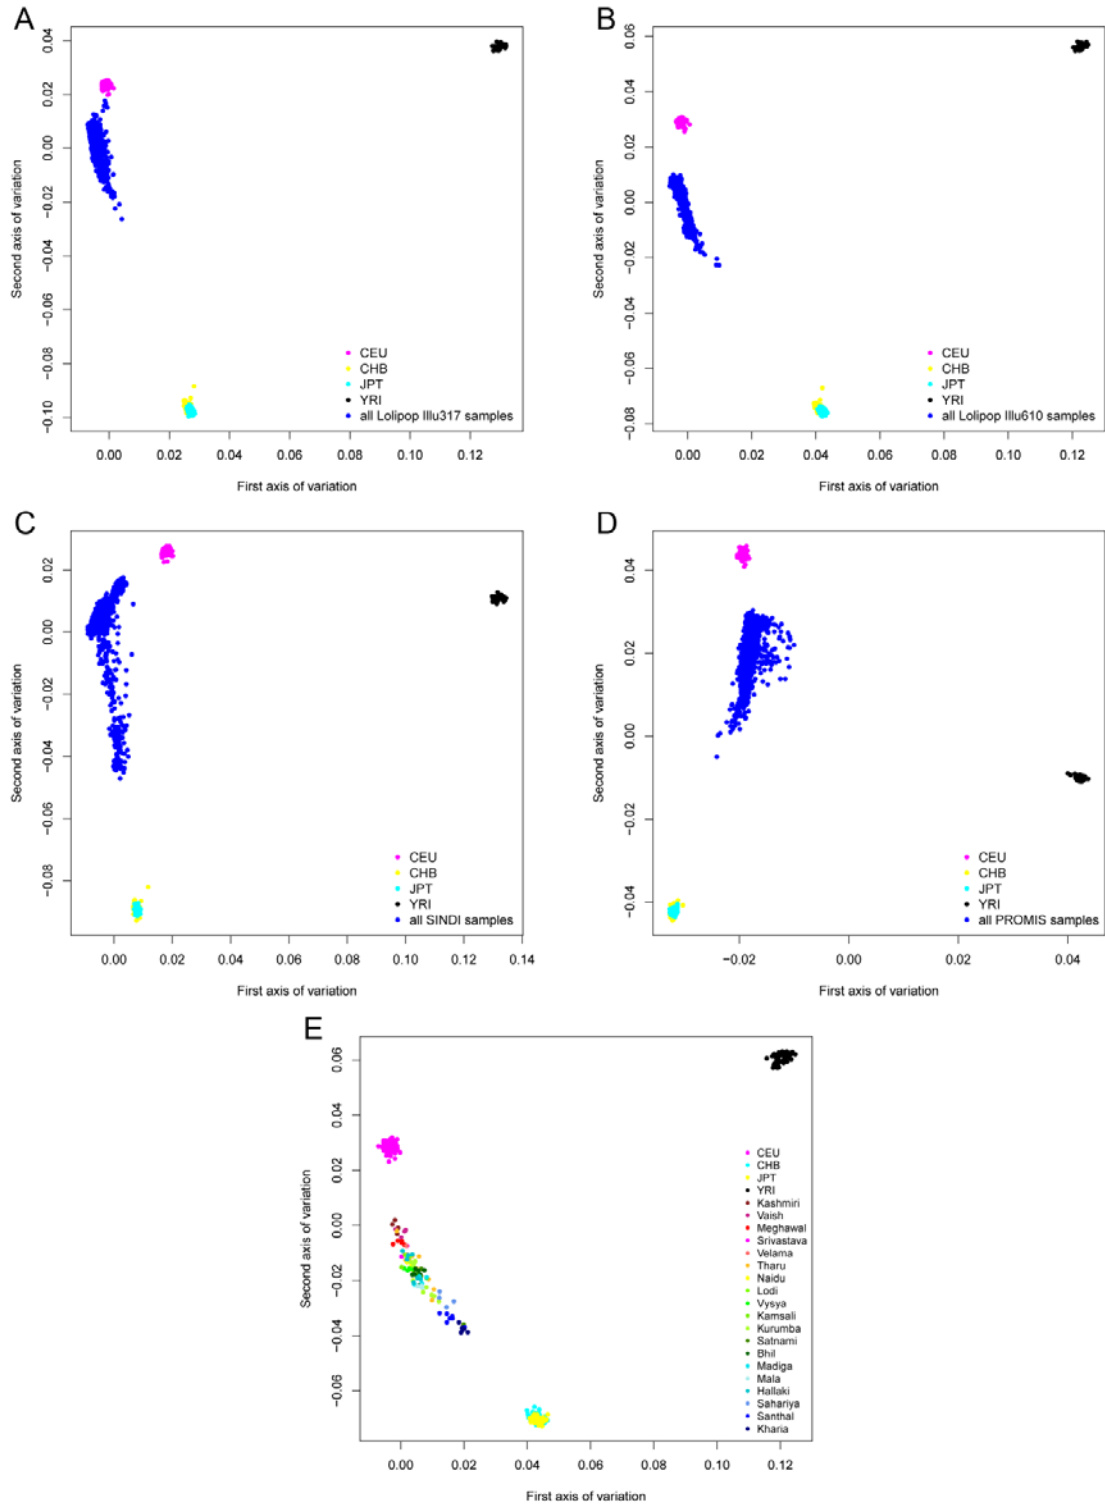 A
0.04
0.02
0.00
−0.02
−0.04
−0.06
−0.08
−0.10
Second axis of variation
CEU
CHB
JPT
YRI
all Lolipop Illu317 samples
0.00 0.02 0.04 0.06 0.08 0.10 0.12
First axis of variation
B
0.06
0.04
0.02
0.00
−0.02
−0.04
−0.06
−0.08
Second axis of variation
CEU
CHB
JPT
YRI
all Lolipop Illu610 samples
0.00 0.02 0.04 0.06 0.08 0.10 0.12
First axis of variation
C
0.02
0.00
−0.02
−0.04
−0.06
−0.08
Second axis of variation
CEU
CHB
JPT
YRI
all SINDI samples
0.00 0.02 0.04 0.06 0.08 0.10 0.12 0.14
First axis of variation
D
0.04
0.02
0.00
−0.02
−0.04
Second axis of variation
CEU
CHB
JPT
YRI
all PROMIS samples
−0.02 0.00 0.02 0.04
First axis of variation
E
0.06
0.04
0.02
0.00
−0.02
−0.04
−0.06
Second axis of variation
CEU
CHB
JPT
YRI
Kashmiri
Vaish
Meghawal
Srivastava
Velama
Tharu
Naidu
Lodi
Vysya
Kamsali
Kurumba
Satnami
Bhil
Madiga
Mala
Hallaki
Sahariya
Santhal
Kharia
0.00 0.02 0.04 0.06 0.08 0.10 0.12
First axis of variation